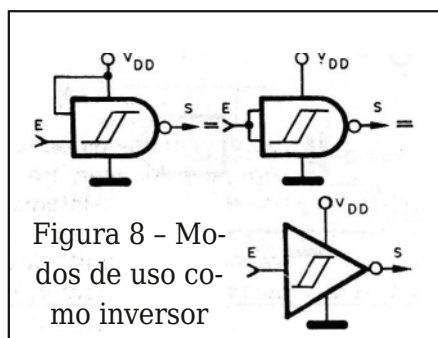 VDD
VDD
E
S
=
E
S
=
Figura 8 – Mo-
dos de uso co-
mo inversor
VDD
E
S